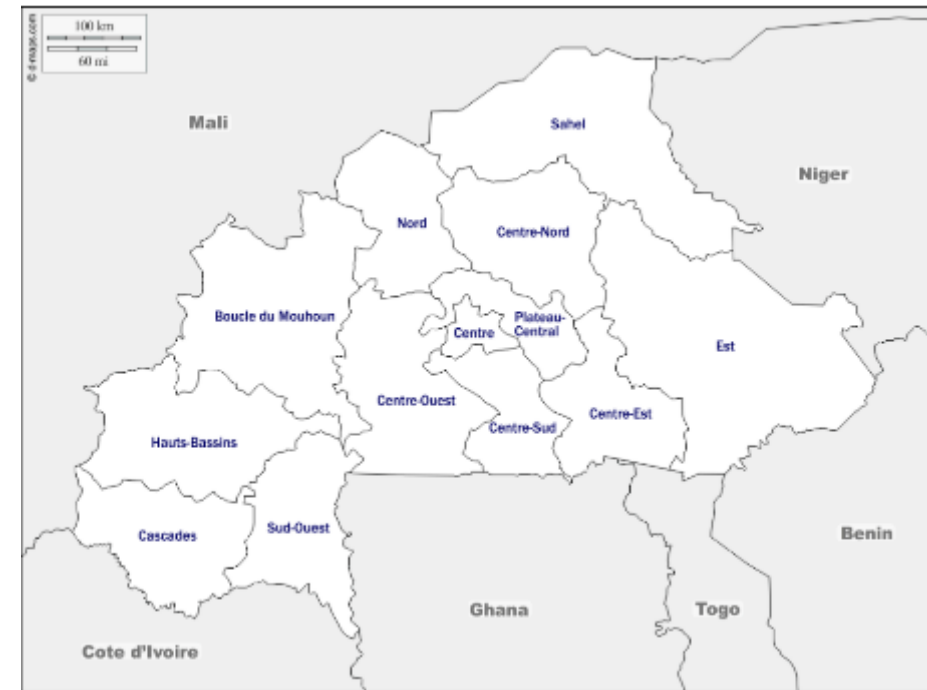 100 km
60 mi
© d-maps.com
Mali
Sahel
Niger
Nord
Centre-Nord
Boucle du Mouhoun
Plateau-
Central
Centre
Est
Centre-Ouest
Centre-Est
Centre-Sud
Hauts-Bassins
Sud-Ouest
Cascades
Benin
Ghana
Togo
Cote d'Ivoire